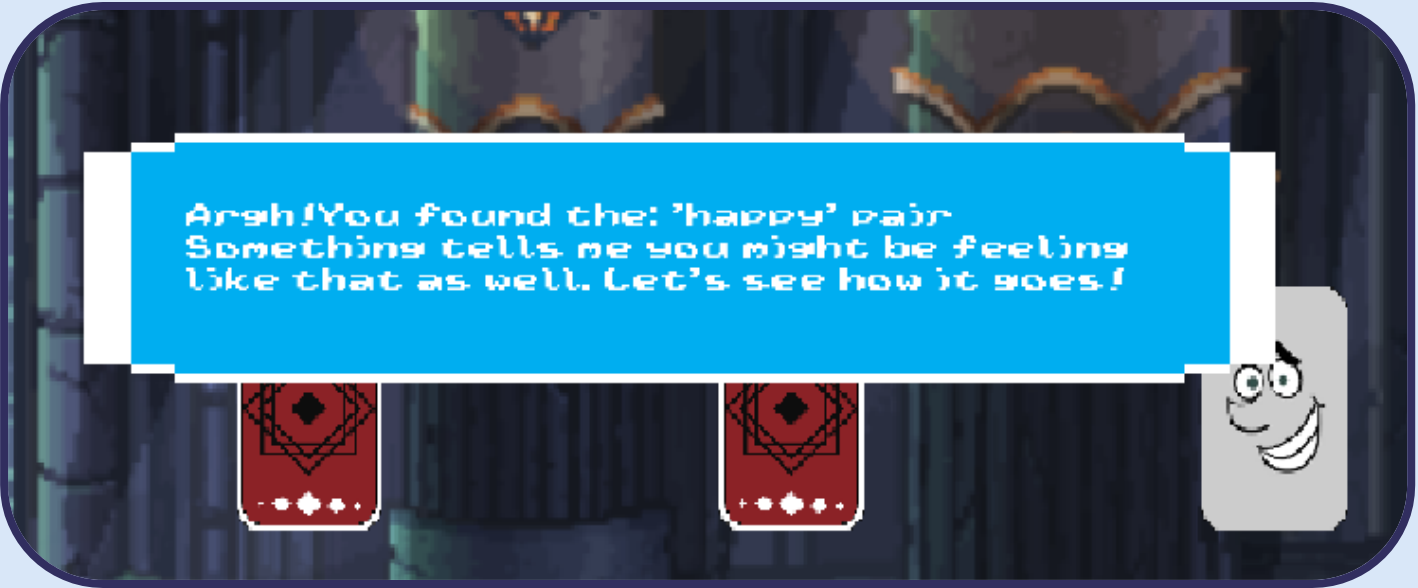 Argh!You found the: 'happy' pair
Something tells me you might be feeling
like that as well. Let's see how it goes!